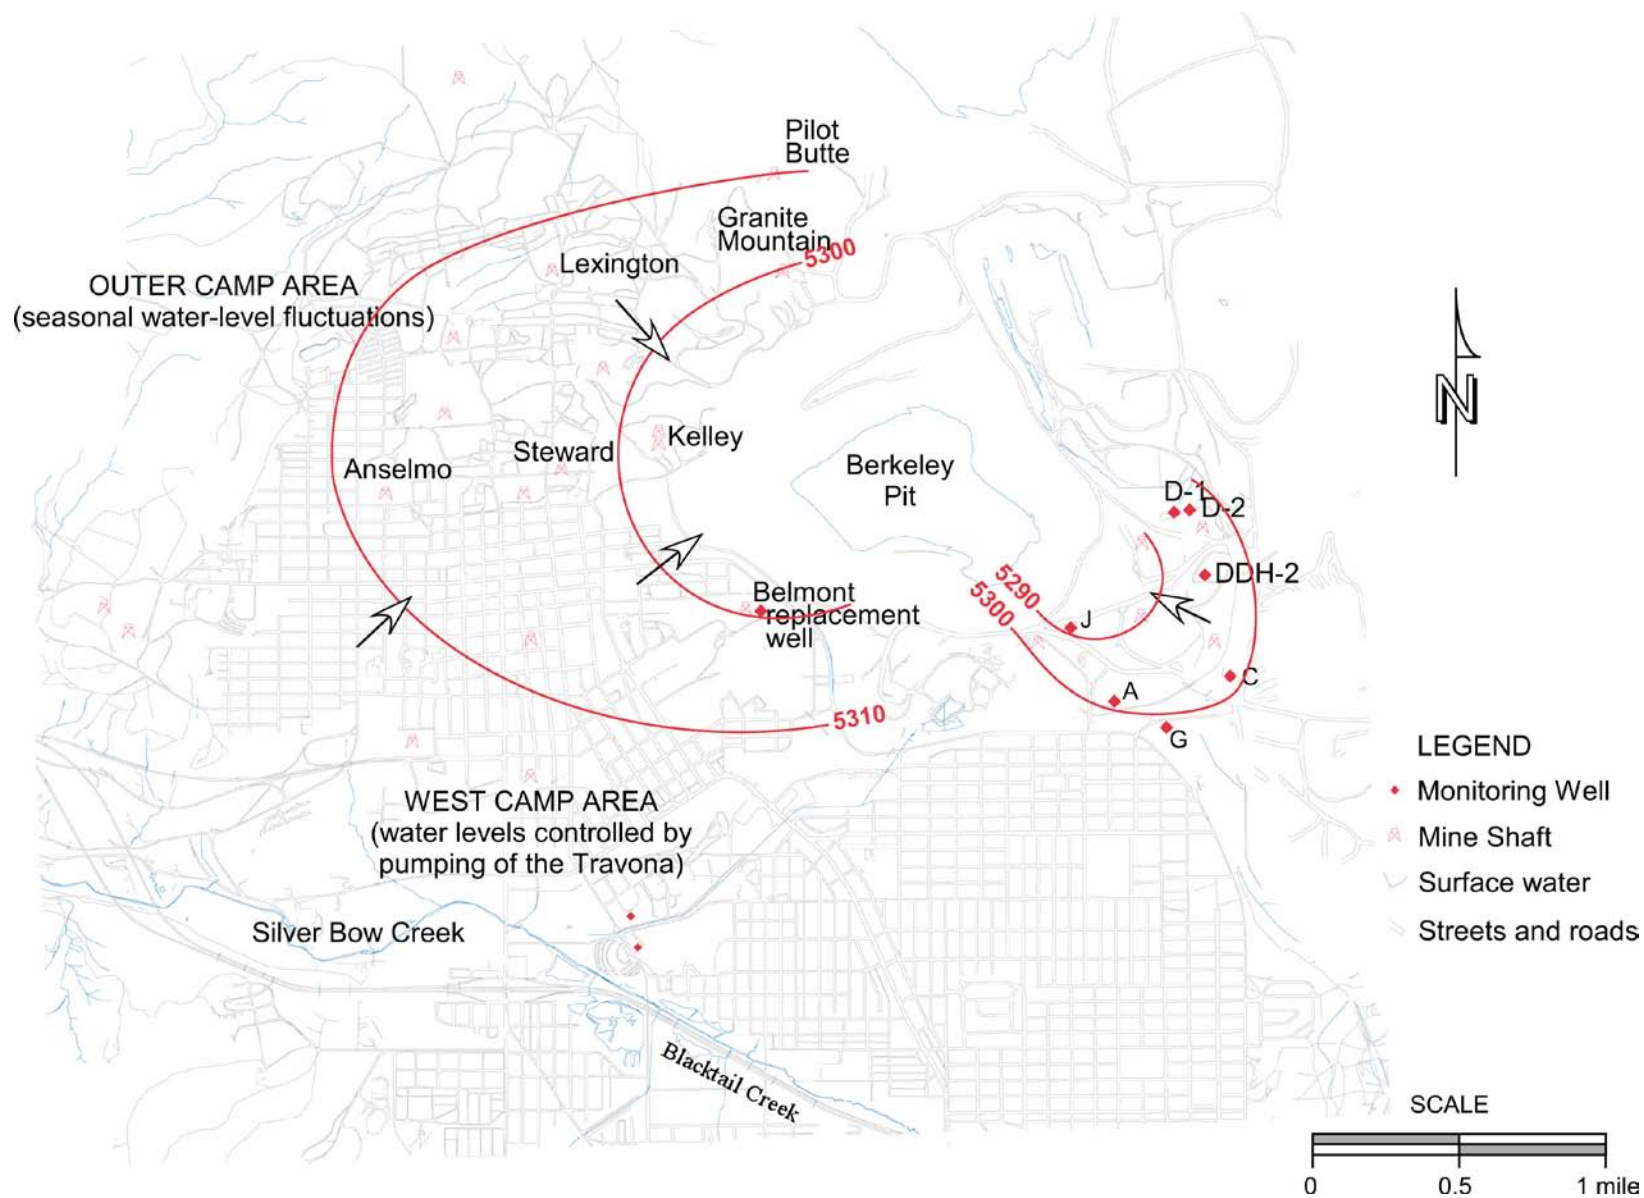 Pilot
Butte
Granite
Mountain
5300
Lexington
OUTER CAMP AREA
(seasonal water-level fluctuations)
Kelley
Steward
Anselmo
Berkeley
Pit
N
D-1
D-2
DDH-2
5290
5300
Belmont
replacement
well
J
C
A
G
5310
WEST CAMP AREA
(water levels controlled by
pumping of the Travona)
Silver Bow Creek
Blacktail Creek
LEGEND
Monitoring Well
Mine Shaft
Surface water
Streets and roads
SCALE
0 0.5 1 mile